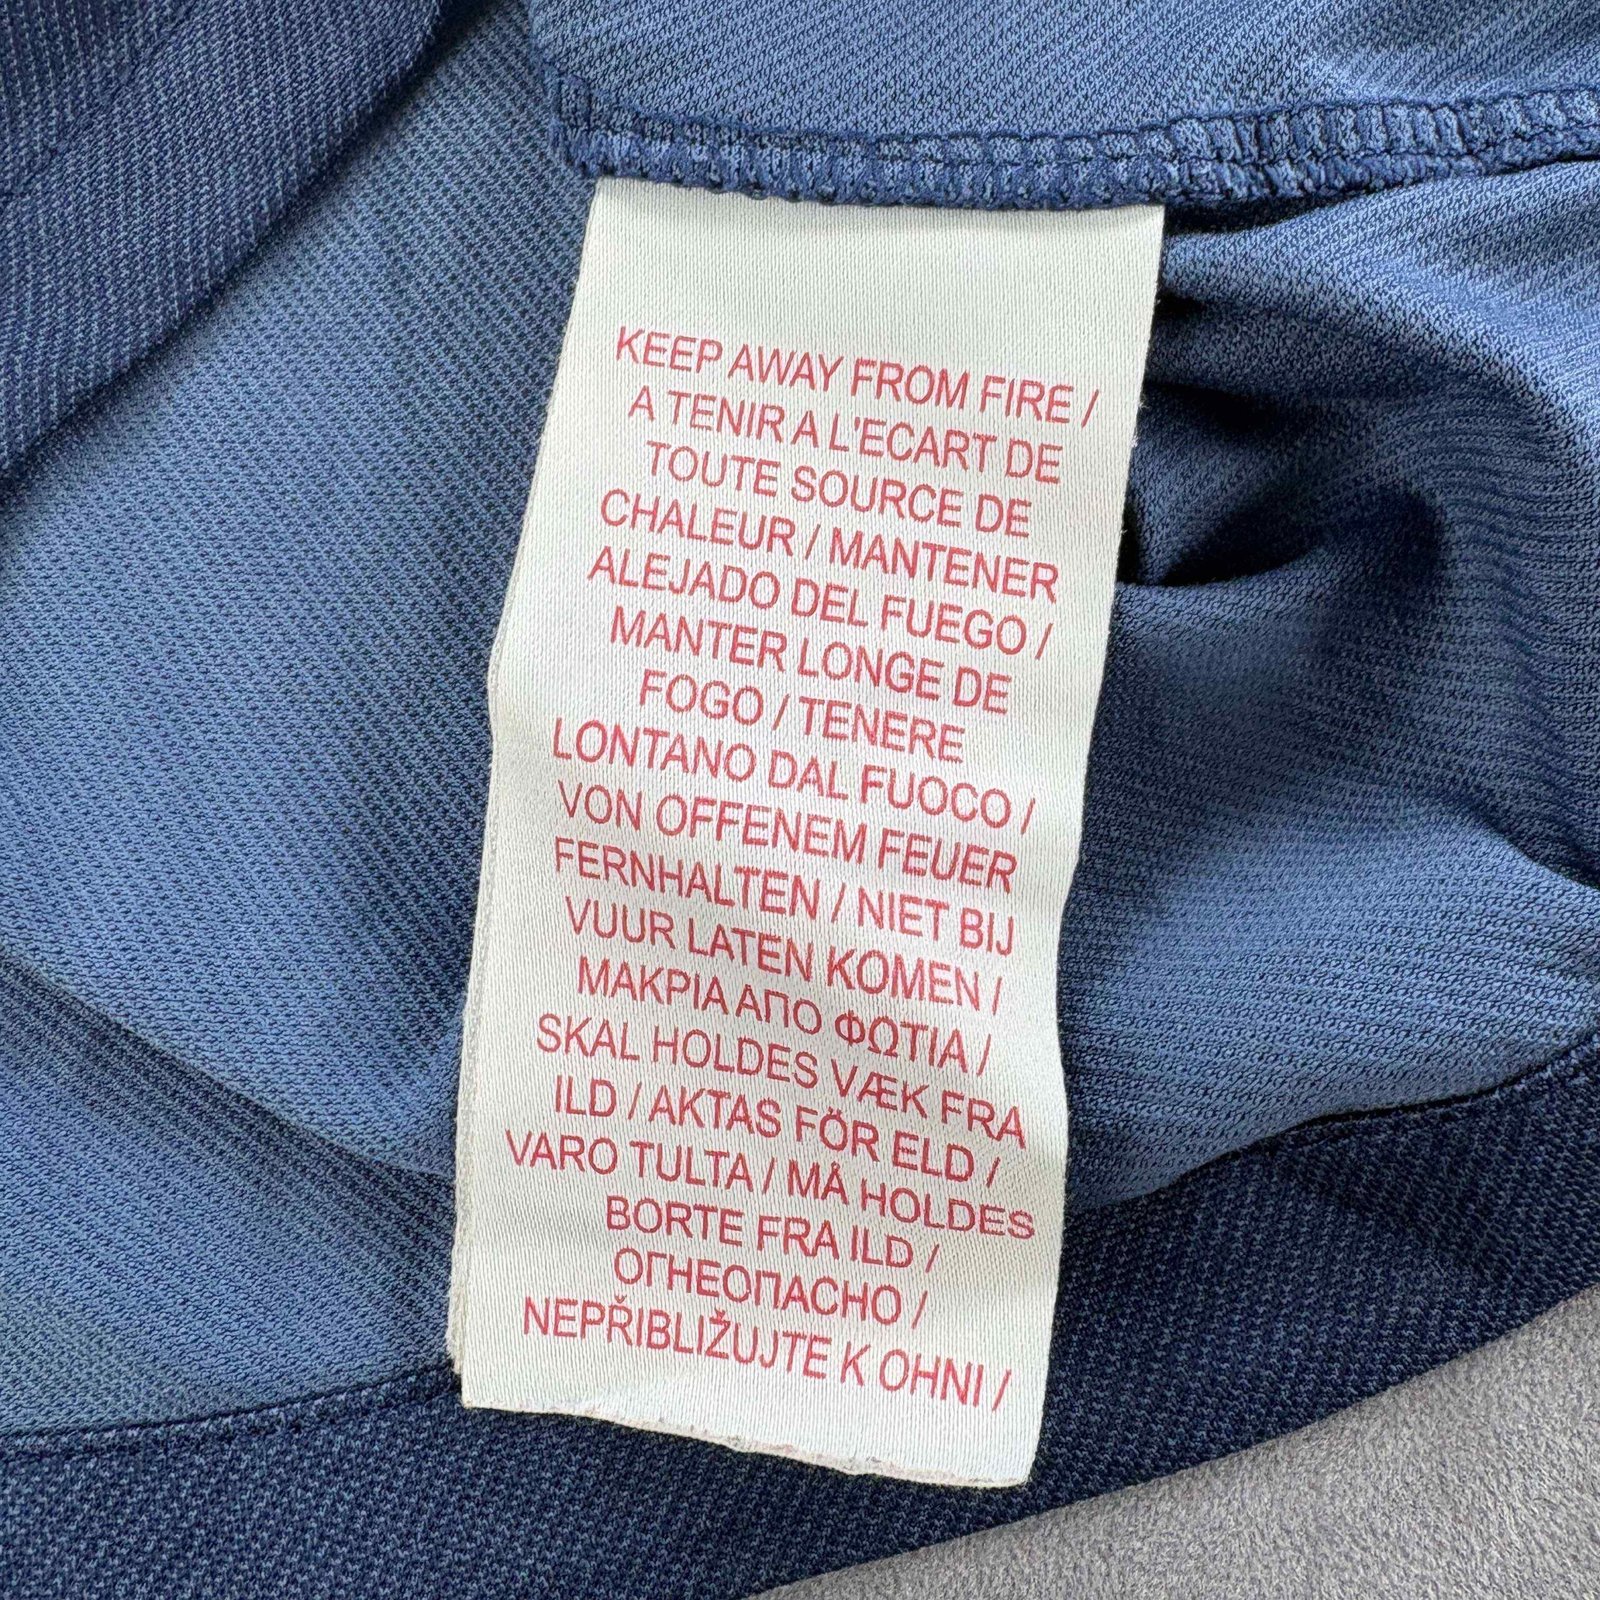 KEEP AWAY FROM FIRE /
A TENIR A L'ECART DE
TOUTE SOURCE DE
CHALEUR / MANTENER
ALEJADO DEL FUEGO /
MANTER LONGE DE
FOGO / TENERE
LONTANO DAL FUOCO /
VON OFFENEM FEUER
FERNHALTEN / NIET BIJ
VUUR LATEN KOMEN /
ΜΑΚΡΙΑ ΑΠΟ ΦΩΤΙΑ /
SKAL HOLDES VÆK FRA
ILD / AKTAS FÖR ELD /
VARO TULTA / MÅ HOLDES
BORTE FRA ILD /
ОГНЕОПАСНО /
NEPŘIBLIŽUJTE K OHNI /